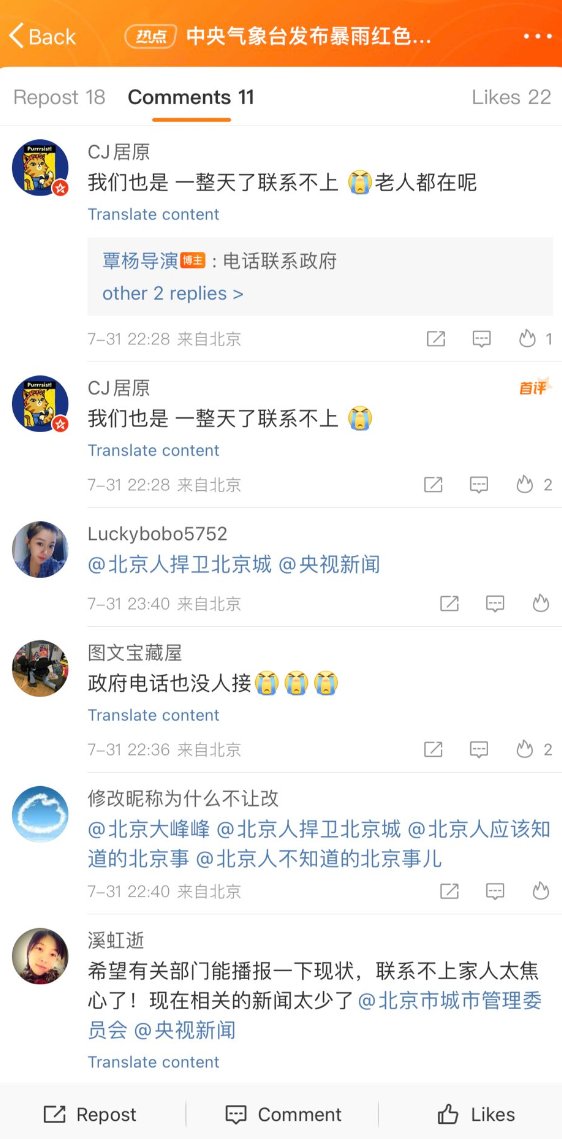 Back 热点 中央气象台发布暴雨红色...
Repost 18 Comments 11 Likes 22
CJ居原
我们也是 一整天了联系不上 😭老人都在呢
Translate content
覃杨导演 博主 : 电话联系政府
other 2 replies >
7-31 22:28 来自北京 1
CJ居原 首评
我们也是 一整天了联系不上 😭
Translate content
7-31 22:28 来自北京 2
Luckybobo5752
@北京人捍卫北京城 @央视新闻
7-31 23:40 来自北京
图文宝藏屋
政府电话也没人接😭😭😭
Translate content
7-31 22:36 来自北京 2
修改昵称为什么不让改
@北京大峰峰 @北京人捍卫北京城 @北京人应该知
道的北京事 @北京人不知道的北京事儿
7-31 22:40 来自北京
溪虹逝
希望有关部门能播报一下现状，联系不上家人太焦
心了！现在相关的新闻太少了 @北京市城市管理委
员会 @央视新闻
Translate content
Repost Comment Likes